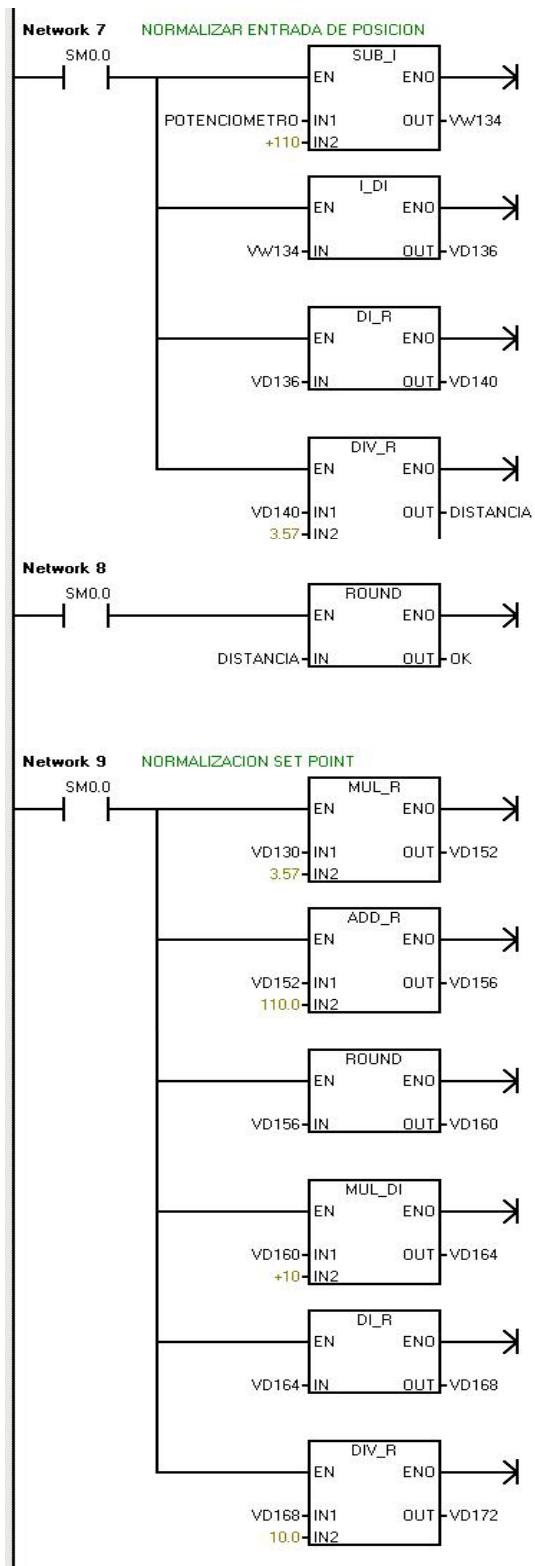 Network 7 NORMALIZAR ENTRADA DE POSICION
SM0.0
SUB_I
EN ENO
POTENCIOMETRO IN1 OUT VW134
+110 IN2
I_DI
EN ENO
VW134 IN OUT VD136
DI_R
EN ENO
VD136 IN OUT VD140
DIV_R
EN ENO
VD140 IN1 OUT DISTANCIA
3.57 IN2
Network 8
SM0.0
ROUND
EN ENO
DISTANCIA IN OUT OK
Network 9 NORMALIZACION SET POINT
SM0.0
MUL_R
EN ENO
VD130 IN1 OUT VD152
3.57 IN2
ADD_R
EN ENO
VD152 IN1 OUT VD156
110.0 IN2
ROUND
EN ENO
VD156 IN OUT VD160
MUL_DI
EN ENO
VD160 IN1 OUT VD164
+10 IN2
DI_R
EN ENO
VD164 IN OUT VD168
DIV_R
EN ENO
VD168 IN1 OUT VD172
10.0 IN2